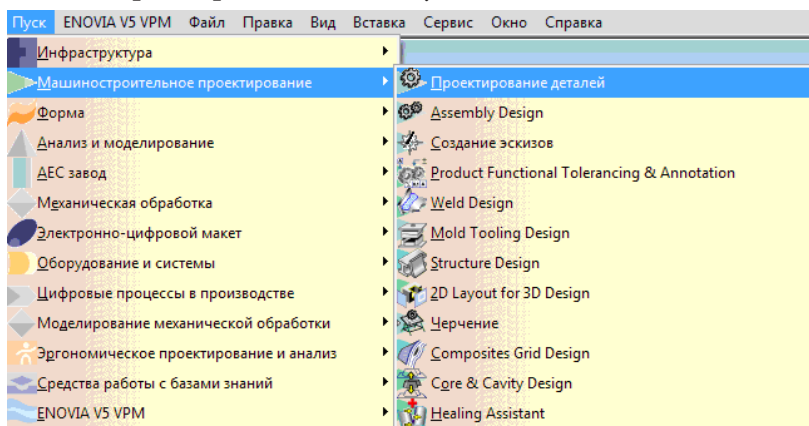 Пуск ENOVIA V5 VPM Файл Правка Вид Вставка Сервис Окно Справка
Инфраструктура
Машиностроительное проектирование
Форма
Анализ и моделирование
АЕС завод
Механическая обработка
Электронно-цифровой макет
Оборудование и системы
Цифровые процессы в производстве
Моделирование механической обработки
Эргономическое проектирование и анализ
Средства работы с базами знаний
ENOVIA V5 VPM
Проектирование деталей
Assembly Design
Создание эскизов
Product Functional Tolerancing & Annotation
Weld Design
Mold Tooling Design
Structure Design
2D Layout for 3D Design
Черчение
Composites Grid Design
Core & Cavity Design
Healing Assistant